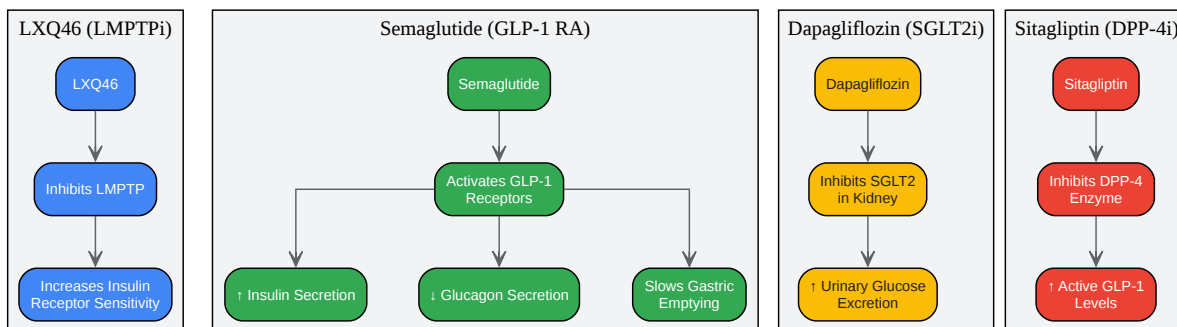 LXQ46 (LMPTPi)
LXQ46
Inhibits LMPTP
Increases Insulin
Receptor Sensitivity
Semaglutide (GLP-1 RA)
Semaglutide
Activates GLP-1
Receptors
↑ Insulin Secretion
↓ Glucagon Secretion
Slows Gastric
Emptying
Dapagliflozin (SGLT2i)
Dapagliflozin
Inhibits SGLT2
in Kidney
↑ Urinary Glucose
Excretion
Sitagliptin (DPP-4i)
Sitagliptin
Inhibits DPP-4
Enzyme
↑ Active GLP-1
Levels